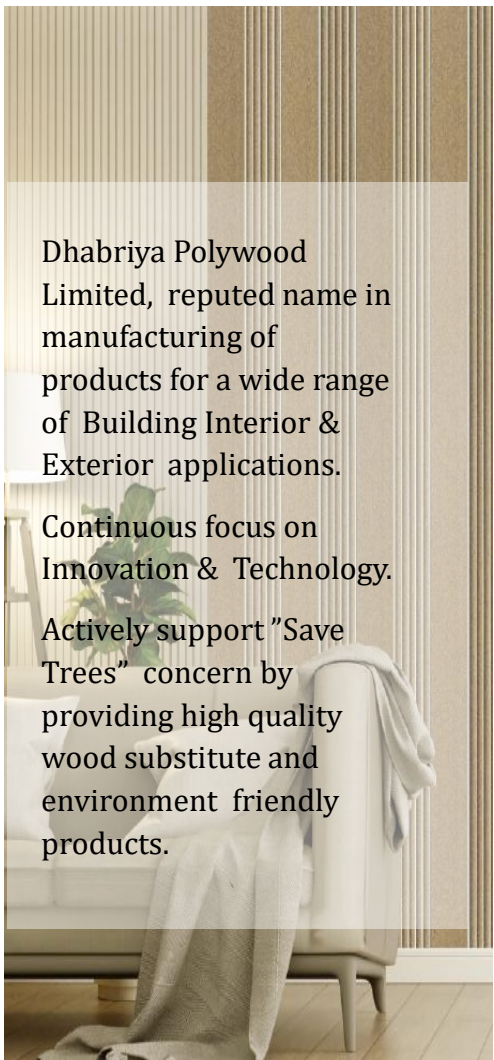 Dhabriya Polywood
Limited, reputed name in
manufacturing of
products for a wide range
of Building Interior &
Exterior applications.
Continuous focus on
Innovation & Technology.
Actively support ”Save
Trees” concern by
providing high quality
wood substitute and
environment friendly
products.